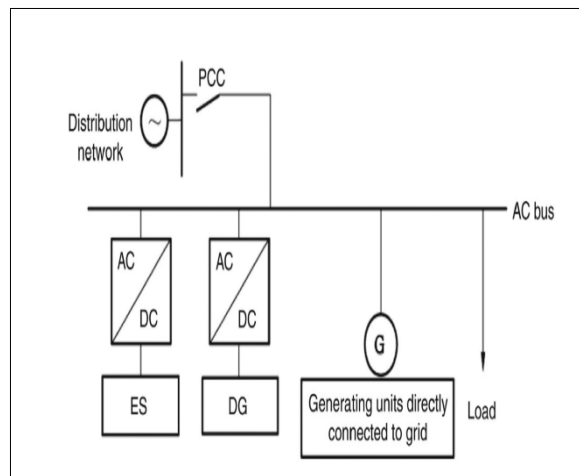 PCC
~
Distribution
network
AC bus
AC
DC
AC
DC
G
ES
DG
Generating units directly
connected to grid
Load